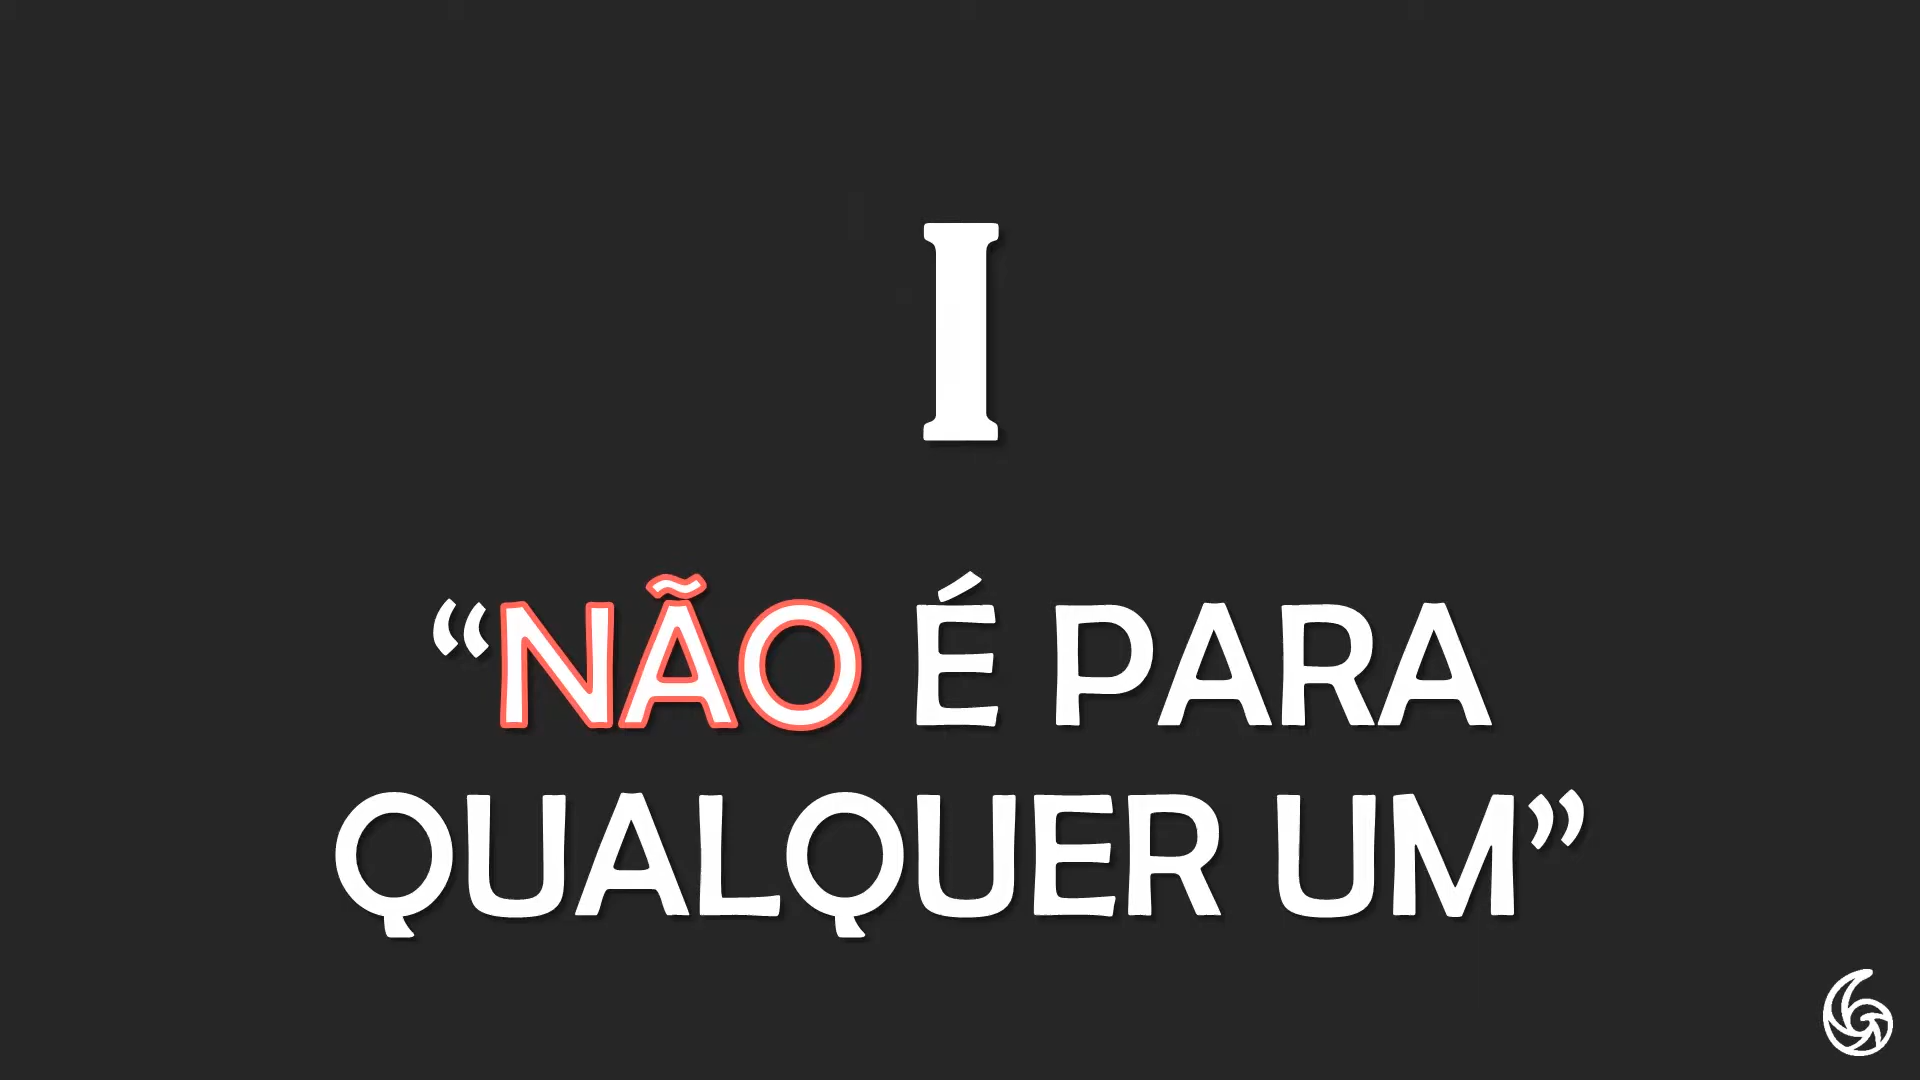 I
“NÃO É PARA
QUALQUER UM”